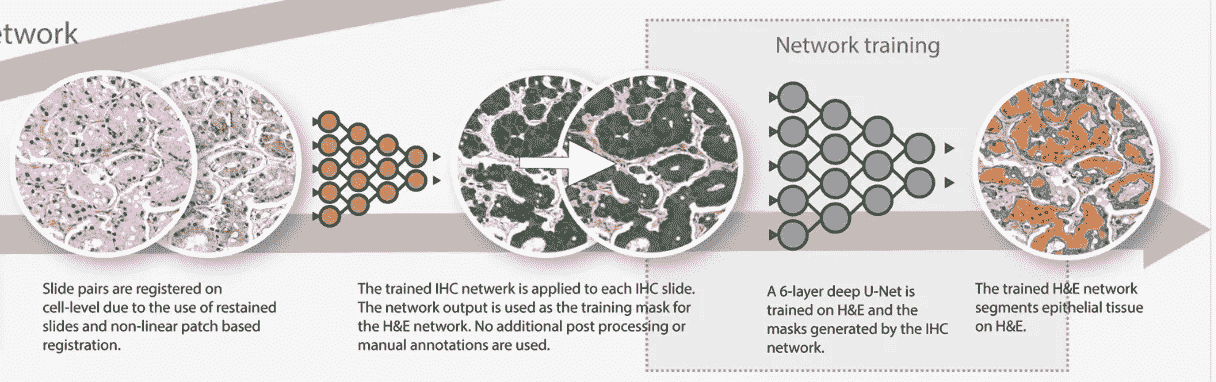 etwork
Network training
Slide pairs are registered on
cell-level due to the use of restained
slides and non-linear patch based
registration.
The trained IHC netwerk is applied to each IHC slide.
The network output is used as the training mask for
the H&E network. No additional post processing or
manual annotations are used.
A 6-layer deep U-Net is
trained on H&E and the
masks generated by the IHC
network.
The trained H&E network
segments epithelial tissue
on H&E.